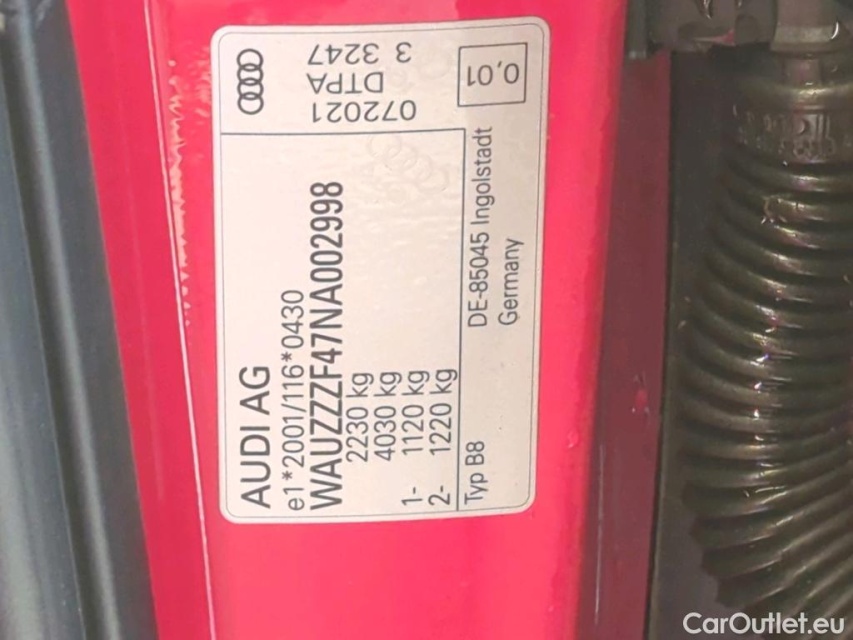 AUDI AG
e1*2001/116*0430
WAUZZZF47NA002998
2230 kg
4030 kg
1- 1120 kg
2- 1220 kg
Typ B8
DE-85045 Ingolstadt
Germany
072021
DTPA
3 3247
0,01
CarOutlet.eu